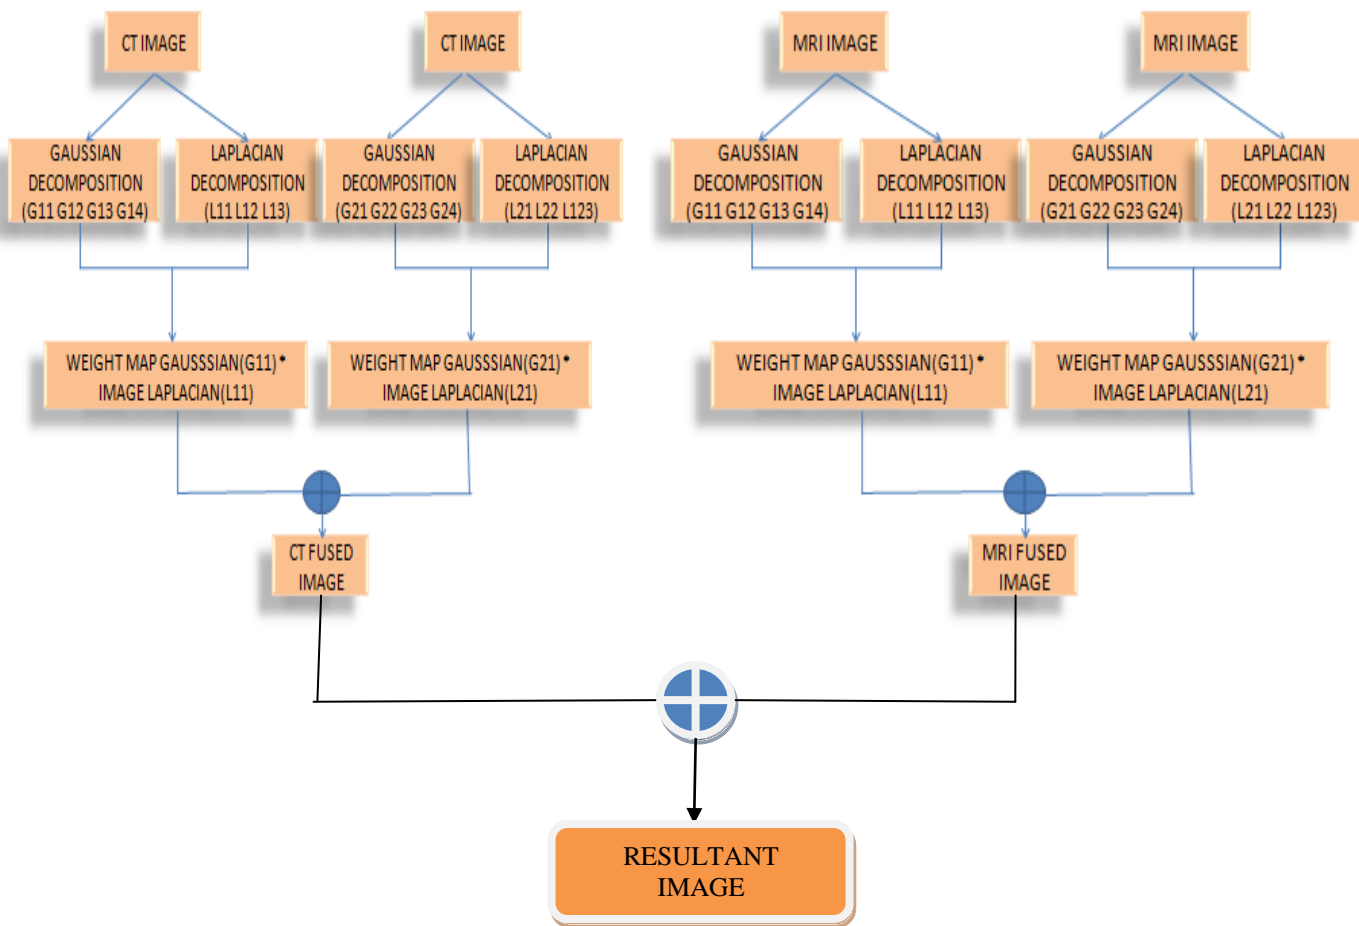 CT IMAGE
CT IMAGE
MRI IMAGE
MRI IMAGE
GAUSSIAN
DECOMPOSITION
(G11 G12 G13 G14)
LAPLACIAN
DECOMPOSITION
(L11 L12 L13)
GAUSSIAN
DECOMPOSITION
(G21 G22 G23 G24)
LAPLACIAN
DECOMPOSITION
(L21 L22 L123)
GAUSSIAN
DECOMPOSITION
(G11 G12 G13 G14)
LAPLACIAN
DECOMPOSITION
(L11 L12 L13)
GAUSSIAN
DECOMPOSITION
(G21 G22 G23 G24)
LAPLACIAN
DECOMPOSITION
(L21 L22 L123)
WEIGHT MAP GAUSSSIAN(G11) *
IMAGE LAPLACIAN(L11)
WEIGHT MAP GAUSSSIAN(G21) *
IMAGE LAPLACIAN(L21)
WEIGHT MAP GAUSSSIAN(G11) *
IMAGE LAPLACIAN(L11)
WEIGHT MAP GAUSSSIAN(G21) *
IMAGE LAPLACIAN(L21)
CT FUSED
IMAGE
MRI FUSED
IMAGE
RESULTANT
IMAGE